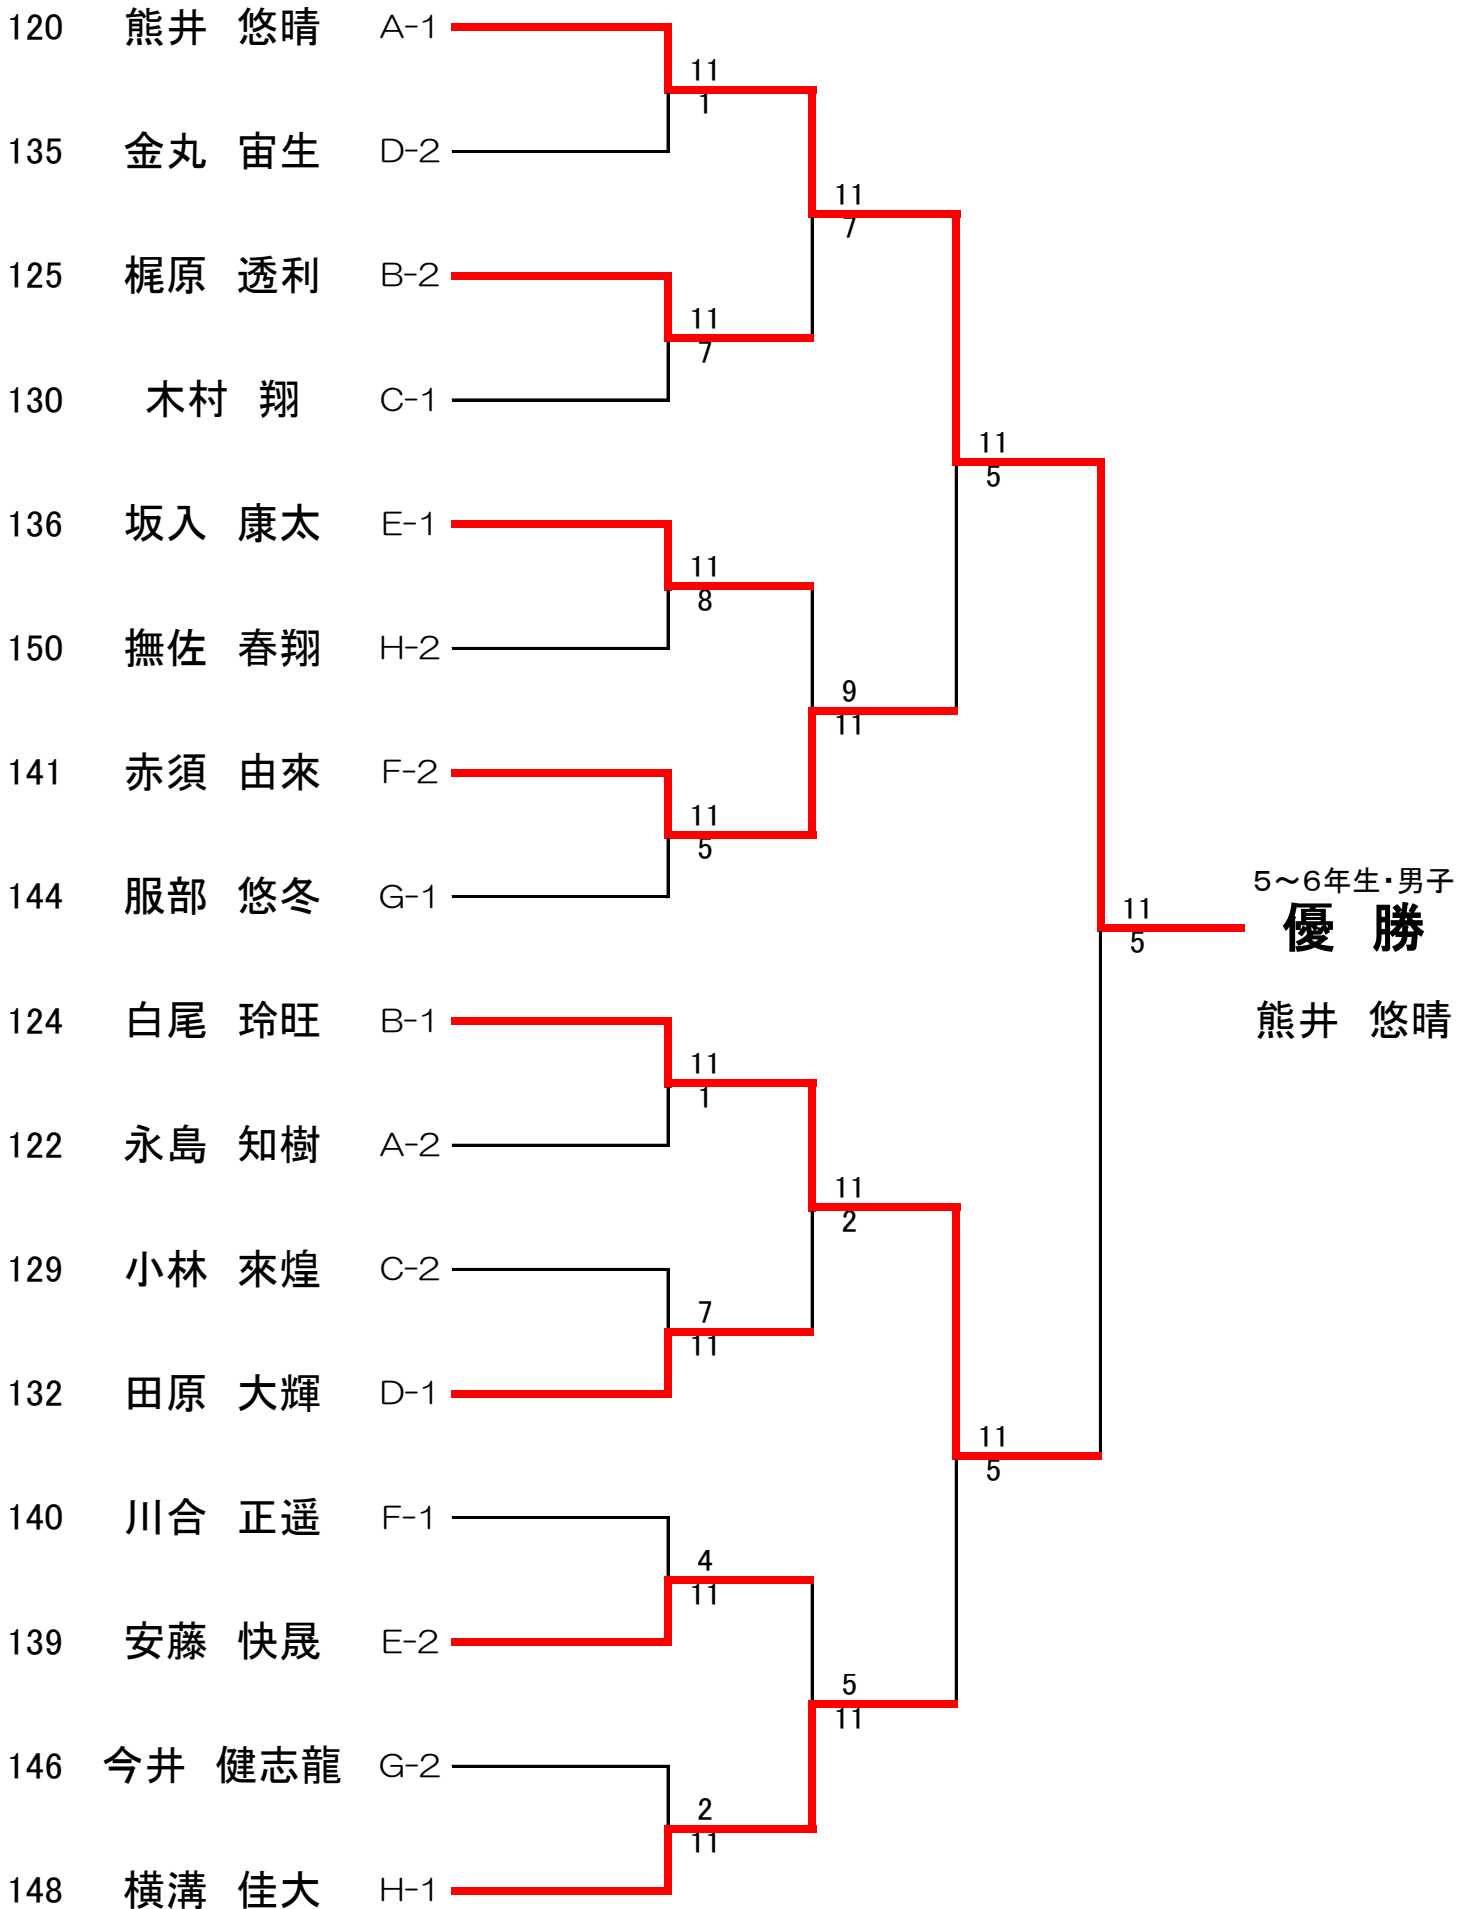 120 熊井 悠晴 A-1
11
1
135 金丸 宙生 D-2
11
7
125 梶原 透利 B-2
11
7
130 木村 翔 C-1
11
5
136 坂入 康太 E-1
11
8
150 撫佐 春翔 H-2
9
11
141 赤須 由來 F-2
11
5
5～6年生・男子
144 服部 悠冬 G-1
11
5
優 勝
124 白尾 玲旺 B-1
熊井 悠晴
11
1
122 永島 知樹 A-2
11
2
129 小林 來煌 C-2
7
11
132 田原 大輝 D-1
11
5
140 川合 正遥 F-1
4
11
139 安藤 快晟 E-2
5
11
146 今井 健志龍 G-2
2
11
148 横溝 佳大 H-1